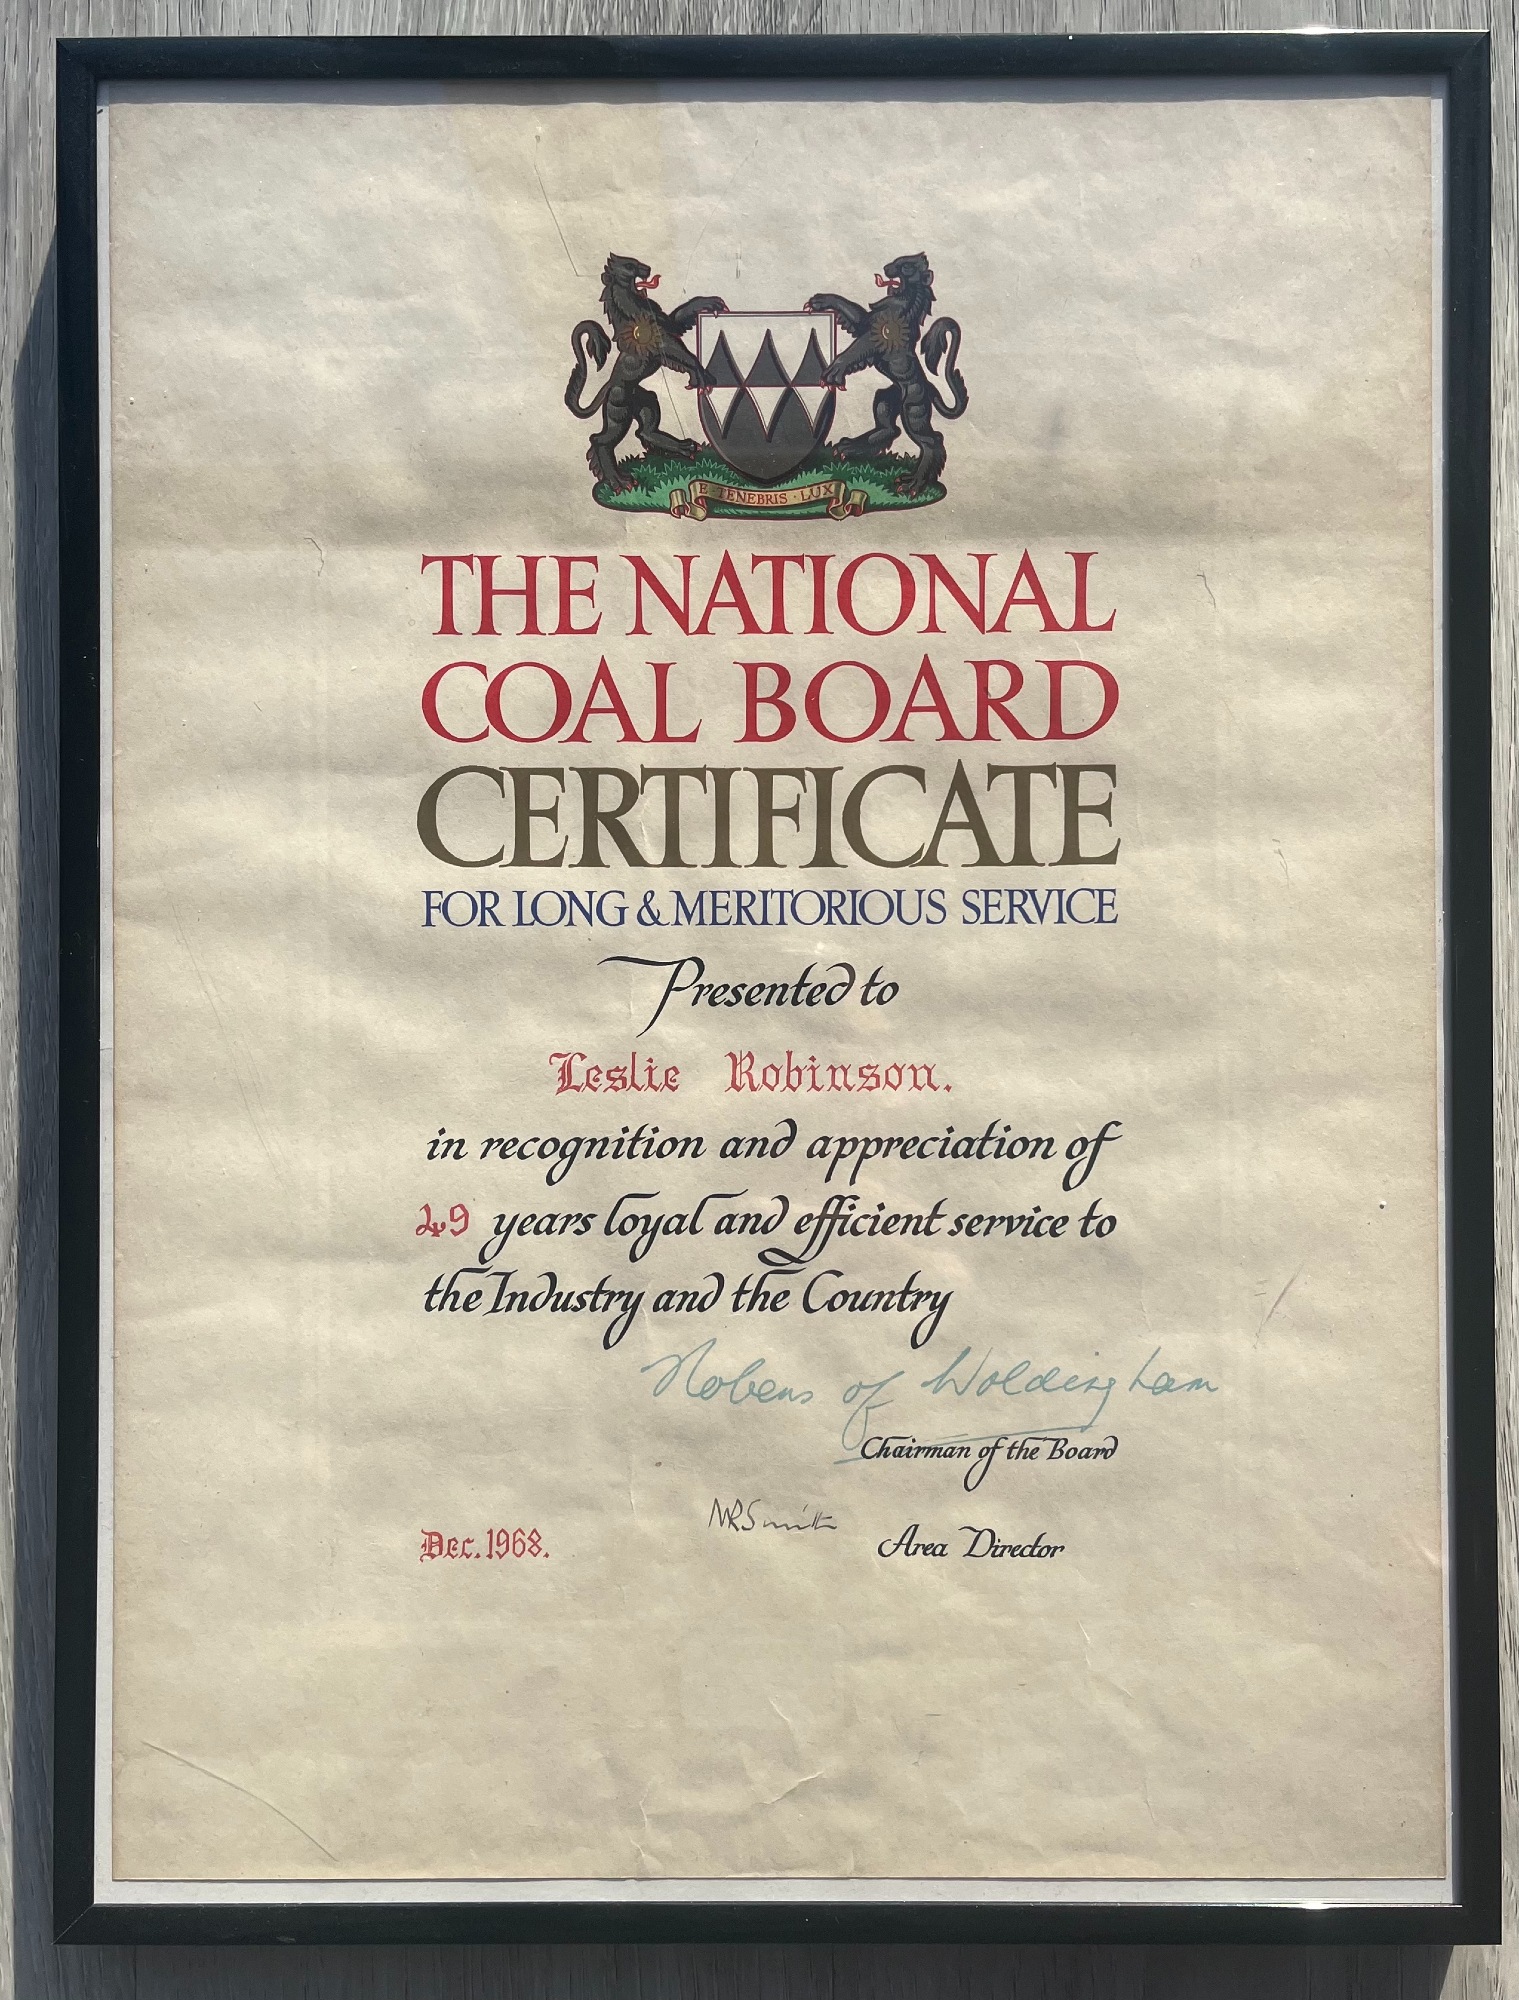 E · TENEBRIS · LUX
THE NATIONAL
COAL BOARD
CERTIFICATE
FOR LONG & MERITORIOUS SERVICE
Presented to
Leslie Robinson.
in recognition and appreciation of
49 years loyal and efficient service to
the Industry and the Country
Robens of Woldingham
Chairman of the Board
MRSmith
Dec. 1968. Area Director